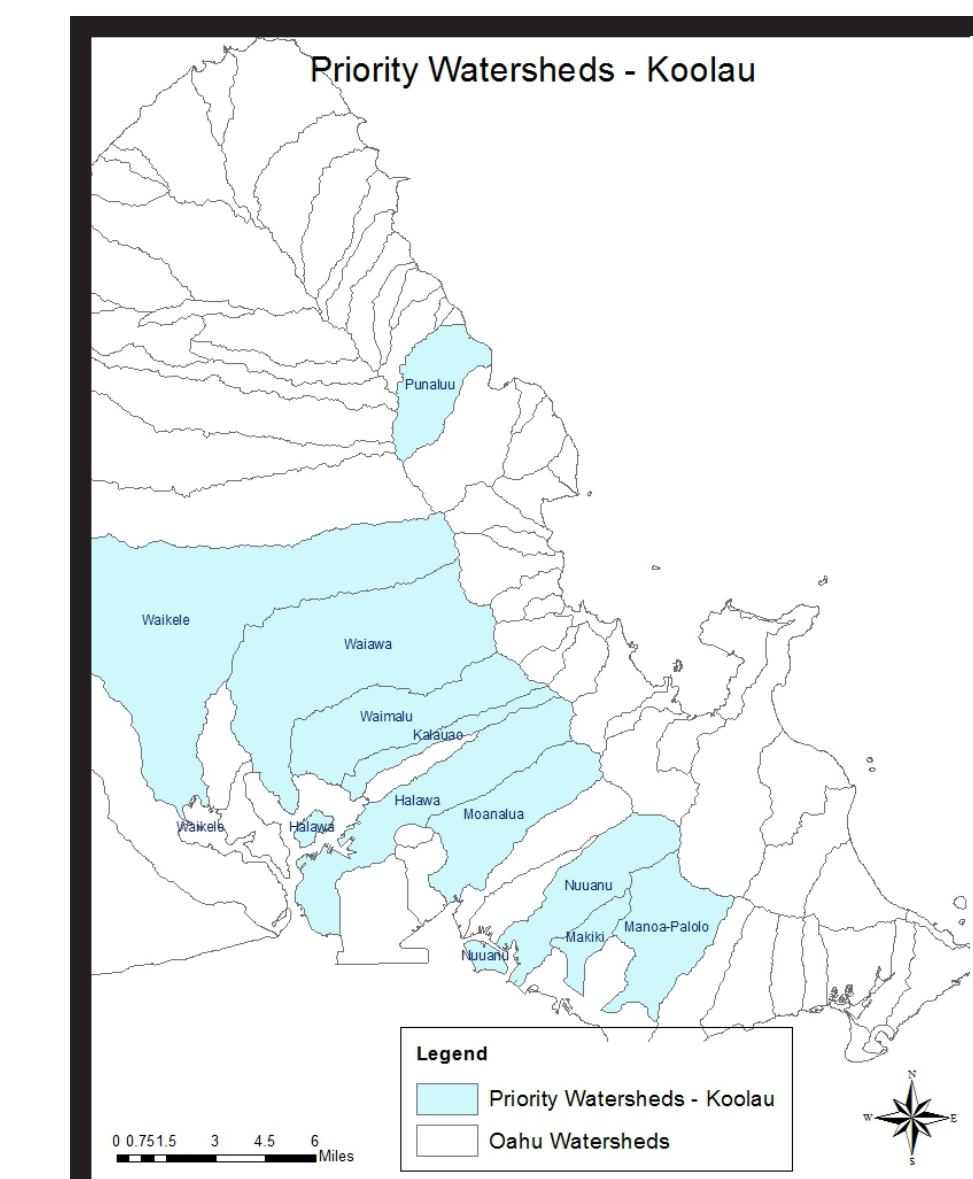 Priority Watersheds - Koolau
Punaluu
Waikele
Waiawa
Waimalu
Kalauao
Halawa
Moanalua
Waikele
Halawa
Nuuanu
Manoa-Palolo
Makiki
Nuuanu
Legend
Priority Watersheds - Koolau
Oahu Watersheds
0 0.75 1.5 3 4.5 6
Miles
N
W E
S